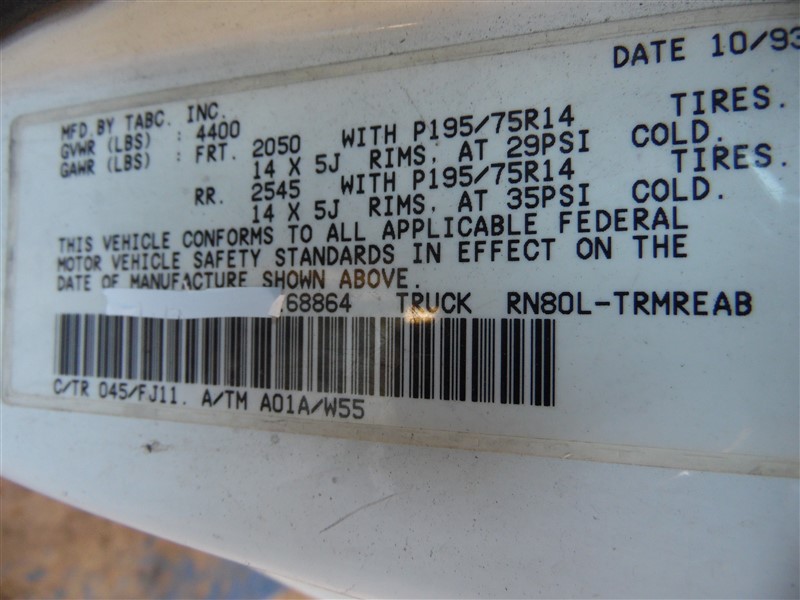 DATE 10/93
MFD.BY TABC. INC.
GVWR (LBS) : 4400
GAWR (LBS) : FRT. 2050 WITH P195/75R14 TIRES.
14 X 5J RIMS, AT 29PSI COLD.
RR. 2545 WITH P195/75R14 TIRES.
14 X 5J RIMS, AT 35PSI COLD.
THIS VEHICLE CONFORMS TO ALL APPLICABLE FEDERAL
MOTOR VEHICLE SAFETY STANDARDS IN EFFECT ON THE
DATE OF MANUFACTURE SHOWN ABOVE.
68864 TRUCK RN80L-TRMREAB
C/TR 045/FJ11. A/TM A01A/W55